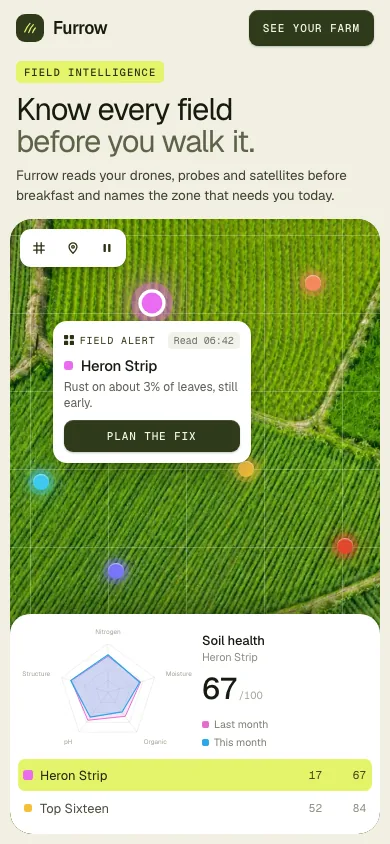 Furrow
SEE YOUR FARM
FIELD INTELLIGENCE
Know every field
before you walk it.
Furrow reads your drones, probes and satellites before
breakfast and names the zone that needs you today.
FIELD ALERT
Read 06:42
Heron Strip
Rust on about 3% of leaves, still
early.
PLAN THE FIX
Nitrogen
Structure
Moisture
pH
Organic
Soil health
Heron Strip
67/100
Last month
This month
Heron Strip 17 67
Top Sixteen 52 84